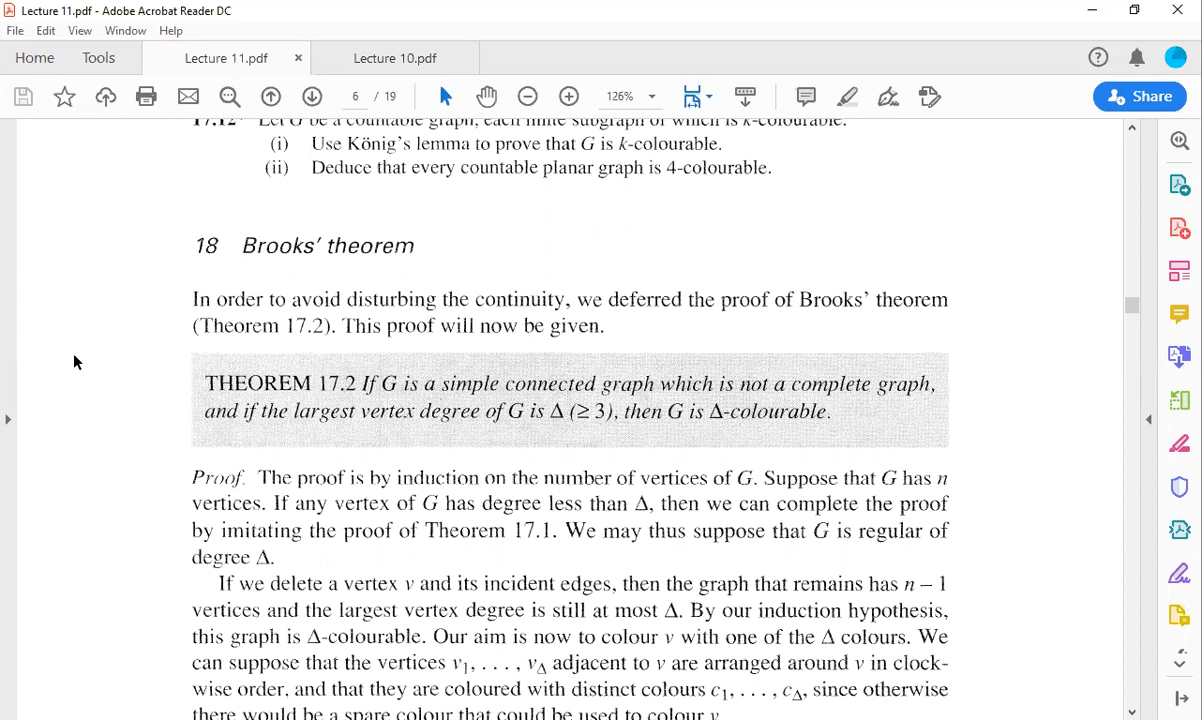 Lecture 11.pdf - Adobe Acrobat Reader DC
File Edit View Window Help
Home Tools Lecture 11.pdf × Lecture 10.pdf
6 / 19 126% Share
17.12* Let G be a countable graph, each finite subgraph of which is k-colourable.
(i) Use König's lemma to prove that G is k-colourable.
(ii) Deduce that every countable planar graph is 4-colourable.
18 Brooks' theorem
In order to avoid disturbing the continuity, we deferred the proof of Brooks' theorem
(Theorem 17.2). This proof will now be given.
THEOREM 17.2 If G is a simple connected graph which is not a complete graph,
and if the largest vertex degree of G is Δ (≥ 3), then G is Δ-colourable.
Proof. The proof is by induction on the number of vertices of G. Suppose that G has n
vertices. If any vertex of G has degree less than Δ, then we can complete the proof
by imitating the proof of Theorem 17.1. We may thus suppose that G is regular of
degree Δ.
If we delete a vertex v and its incident edges, then the graph that remains has n – 1
vertices and the largest vertex degree is still at most Δ. By our induction hypothesis,
this graph is Δ-colourable. Our aim is now to colour v with one of the Δ colours. We
can suppose that the vertices v₁, . . . , v_Δ adjacent to v are arranged around v in clock-
wise order, and that they are coloured with distinct colours c₁, . . . , c_Δ, since otherwise
there would be a spare colour that could be used to colour v.